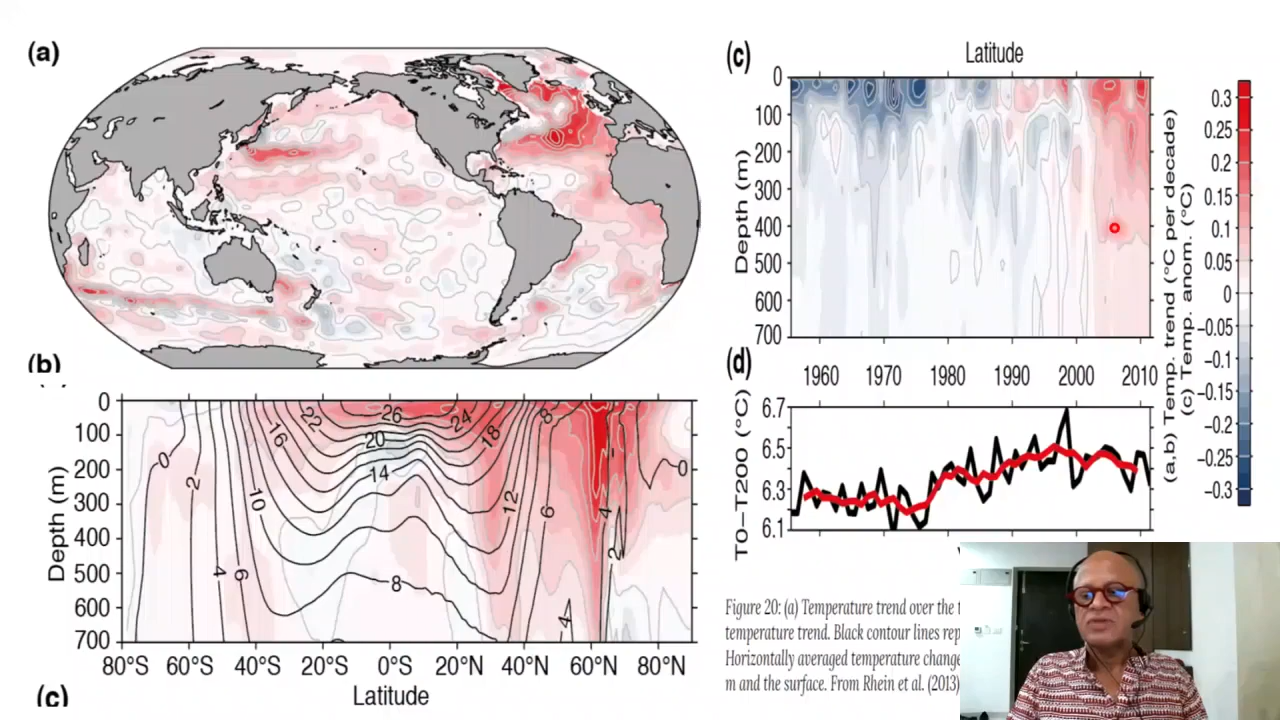 (a)
(b)
0
100
200
300
400
500
600
700
Depth (m)
26
22
24
8
16
20
18
14
0
0
2
10
12
6
4
2
4
6
8
4
80°S 60°S 40°S 20°S 0°S 20°N 40°N 60°N 80°N
Latitude
(c)
(c)
Latitude
0
100
200
300
400
500
600
700
Depth (m)
(d)
1960 1970 1980 1990 2000 2010
6.7
6.5
6.3
6.1
T0–T200 (°C)
(a,b) Temp. trend (°C per decade)
(c) Temp. anom. (°C)
0.3
0.25
0.2
0.15
0.1
0.05
0
−0.05
−0.1
−0.15
−0.2
−0.25
−0.3
Figure 20: (a) Temperature trend over the
temperature trend. Black contour lines rep
Horizontally averaged temperature change
m and the surface. From Rhein et al. (2013)